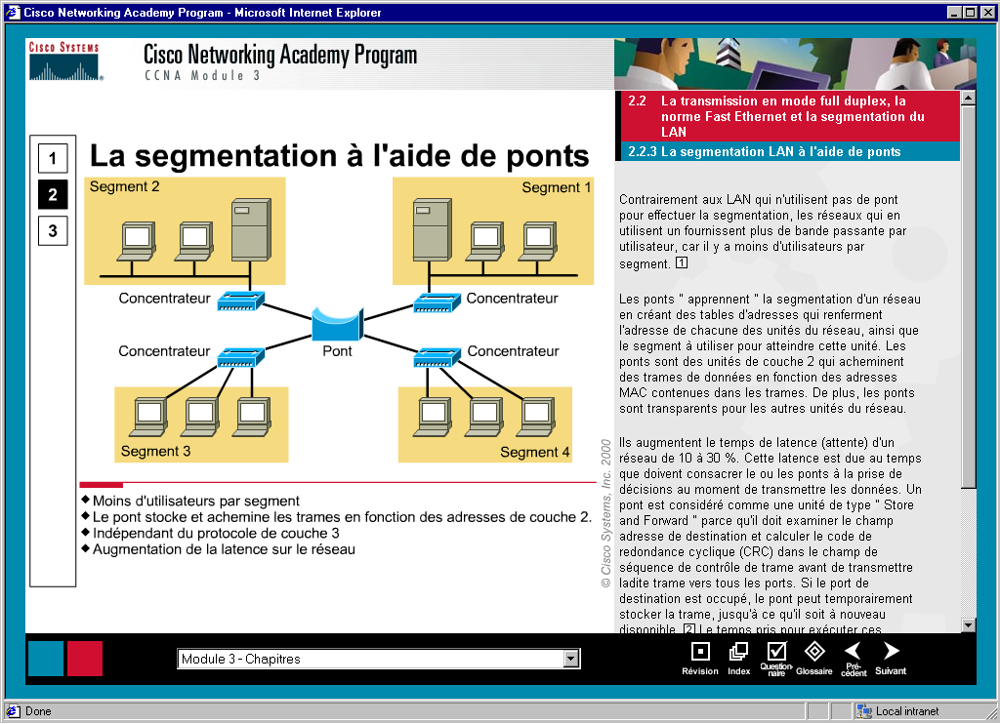 Cisco Networking Academy Program - Microsoft Internet Explorer
CISCO SYSTEMS
Cisco Networking Academy Program
CCNA Module 3
2.2 La transmission en mode full duplex, la
norme Fast Ethernet et la segmentation du
LAN
2.2.3 La segmentation LAN à l'aide de ponts
1
2
3
La segmentation à l'aide de ponts
Segment 2
Segment 1
Concentrateur
Concentrateur
Concentrateur
Pont
Concentrateur
Segment 3
Segment 4
Moins d'utilisateurs par segment
Le pont stocke et achemine les trames en fonction des adresses de couche 2.
Indépendant du protocole de couche 3
Augmentation de la latence sur le réseau
© Cisco Systems, Inc. 2000
Contrairement aux LAN qui n'utilisent pas de pont
pour effectuer la segmentation, les réseaux qui en
utilisent un fournissent plus de bande passante par
utilisateur, car il y a moins d'utilisateurs par
segment. 1
Les ponts " apprennent " la segmentation d'un réseau
en créant des tables d'adresses qui renferment
l'adresse de chacune des unités du réseau, ainsi que
le segment à utiliser pour atteindre cette unité. Les
ponts sont des unités de couche 2 qui acheminent
des trames de données en fonction des adresses
MAC contenues dans les trames. De plus, les ponts
sont transparents pour les autres unités du réseau.
Ils augmentent le temps de latence (attente) d'un
réseau de 10 à 30 %. Cette latence est due au temps
que doivent consacrer le ou les ponts à la prise de
décisions au moment de transmettre les données. Un
pont est considéré comme une unité de type " Store
and Forward " parce qu'il doit examiner le champ
adresse de destination et calculer le code de
redondance cyclique (CRC) dans le champ de
séquence de contrôle de trame avant de transmettre
ladite trame vers tous les ports. Si le port de
destination est occupé, le pont peut temporairement
stocker la trame, jusqu'à ce qu'il soit à nouveau
disponible. 2 Le temps pris pour exécuter ces
Module 3 - Chapitres
Révision
Index
Question-
naire
Glossaire
Pré-
cédent
Suivant
Done
Local intranet